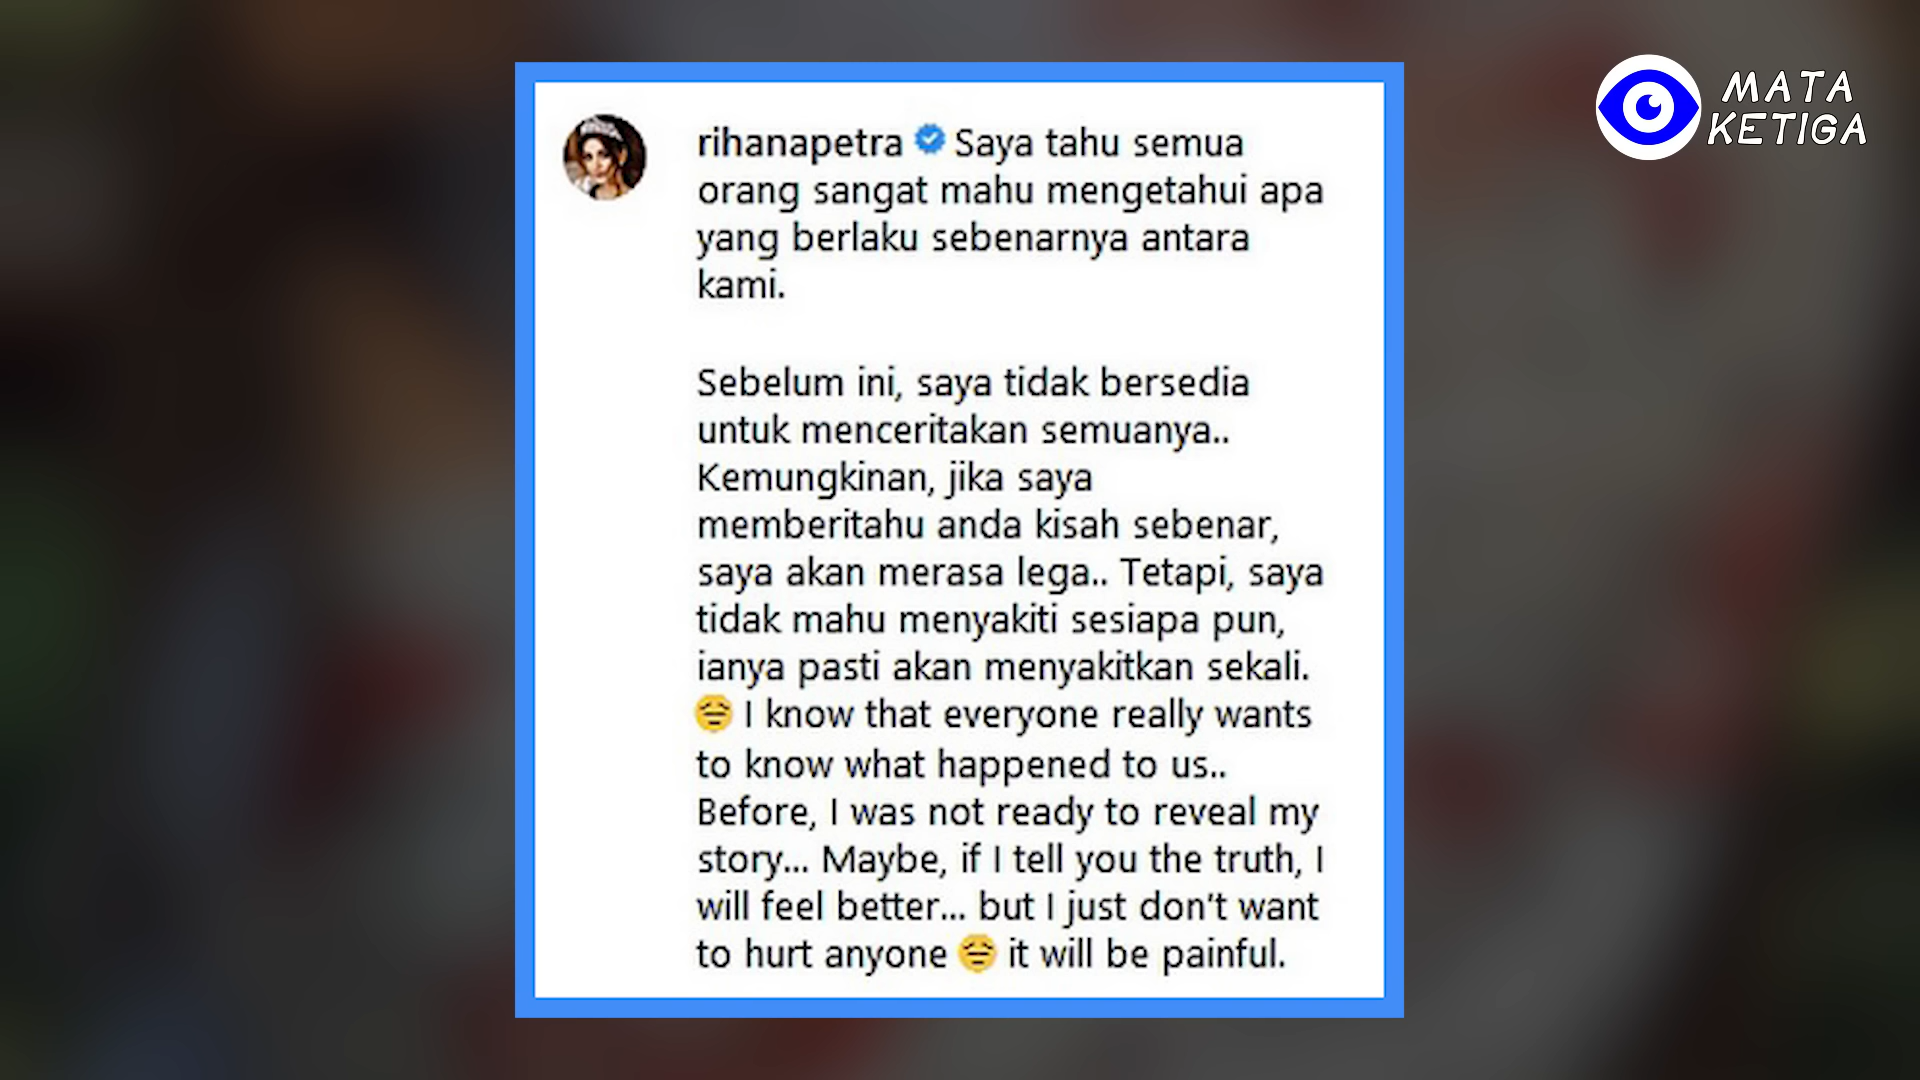 MATA
KETIGA
rihanapetra Saya tahu semua
orang sangat mahu mengetahui apa
yang berlaku sebenarnya antara
kami.
Sebelum ini, saya tidak bersedia
untuk menceritakan semuanya..
Kemungkinan, jika saya
memberitahu anda kisah sebenar,
saya akan merasa lega.. Tetapi, saya
tidak mahu menyakiti sesiapa pun,
ianya pasti akan menyakitkan sekali.
😔 I know that everyone really wants
to know what happened to us..
Before, I was not ready to reveal my
story... Maybe, if I tell you the truth, I
will feel better... but I just don't want
to hurt anyone 😔 it will be painful.